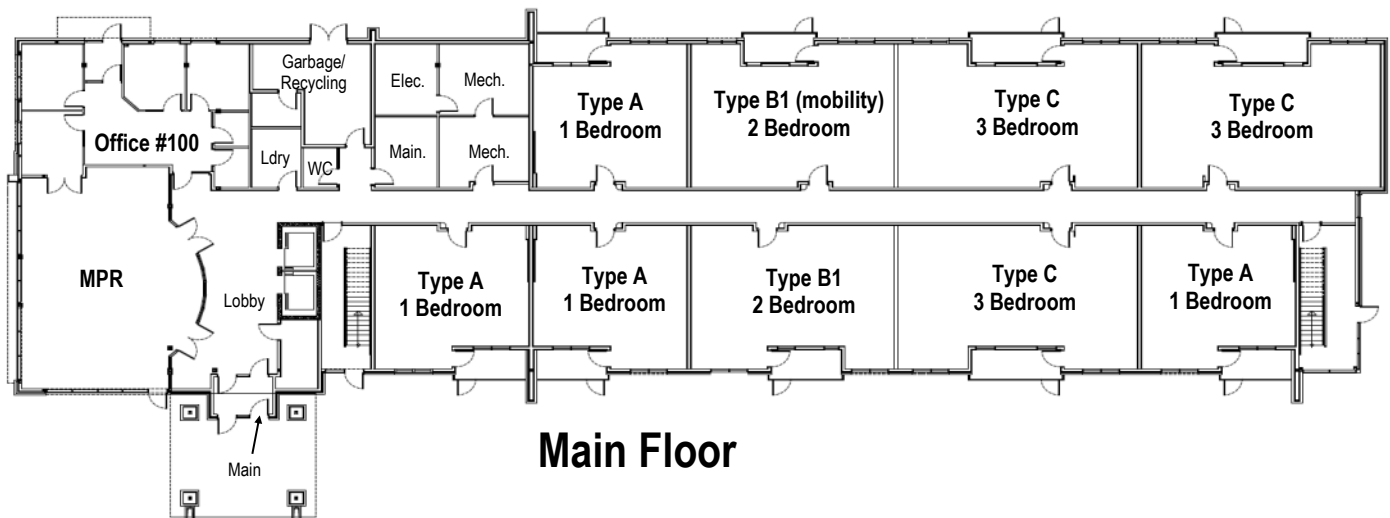 Garbage/
Recycling
Elec.
Mech.
Type A
1 Bedroom
Type B1 (mobility)
2 Bedroom
Type C
3 Bedroom
Type C
3 Bedroom
Office #100
Ldry
WC
Main.
Mech.
MPR
Lobby
Type A
1 Bedroom
Type A
1 Bedroom
Type B1
2 Bedroom
Type C
3 Bedroom
Type A
1 Bedroom
Main
Main Floor